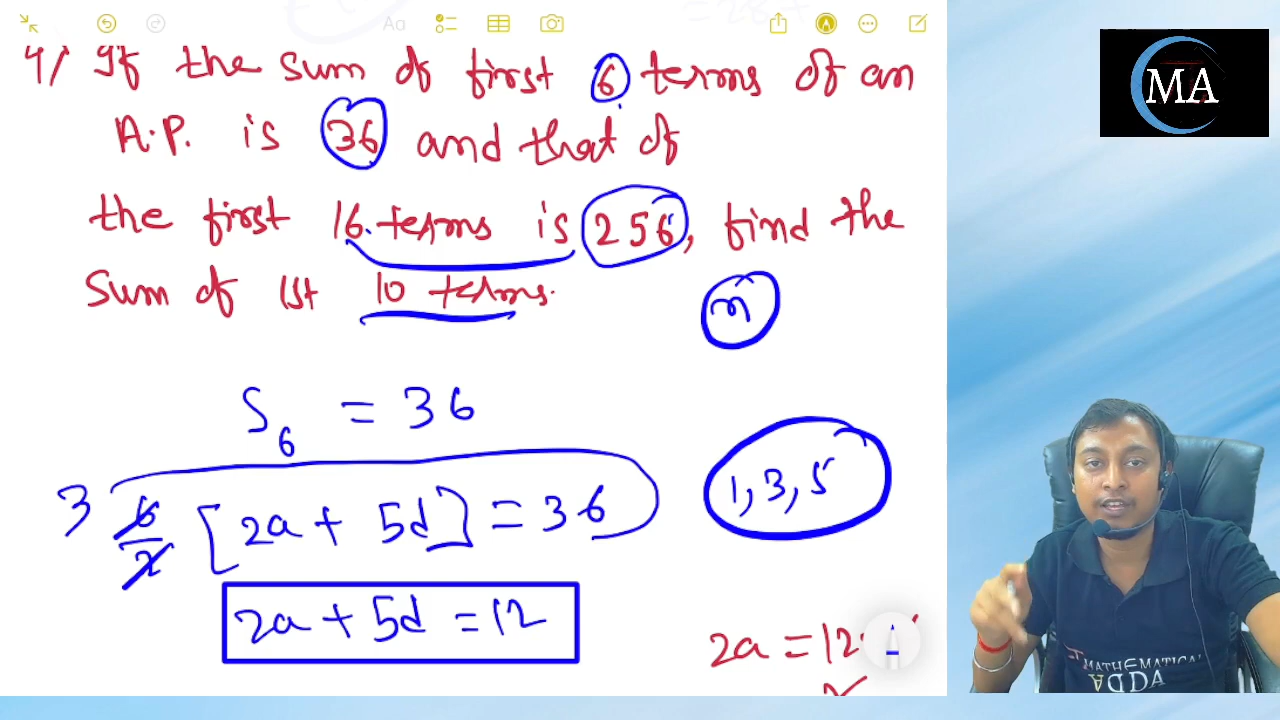 4/ If the sum of first 6 terms of an
A.P. is 36 and that of
the first 16 terms is 256, find the
Sum of 1st 10 terms.
n
S6 = 36
3 6/2 [2a + 5d] = 36
1, 3, 5
2a + 5d = 12
2a = 12
MA
MATHEMATICAL
ADDA
Aa